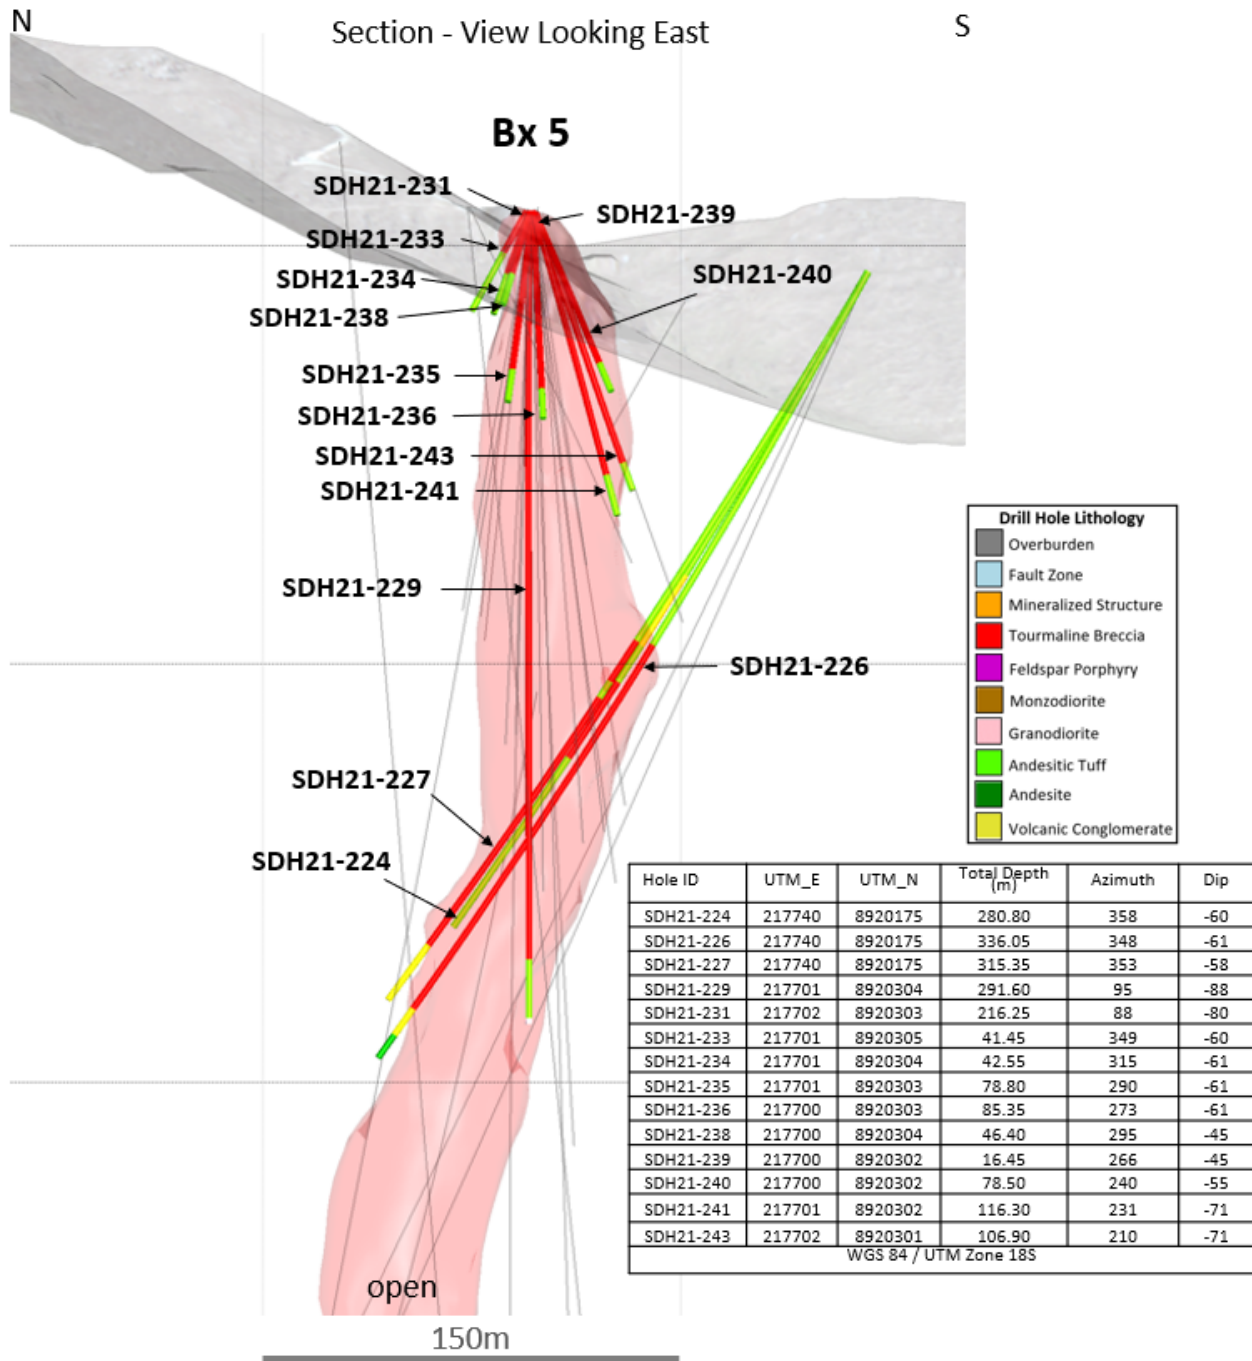 N
Section - View Looking East
S
Bx 5
SDH21-231
SDH21-239
SDH21-233
SDH21-234
SDH21-240
SDH21-238
SDH21-235
SDH21-236
SDH21-243
SDH21-241
SDH21-229
SDH21-226
SDH21-227
SDH21-224
Drill Hole Lithology
Overburden
Fault Zone
Mineralized Structure
Tourmaline Breccia
Feldspar Porphyry
Monzodiorite
Granodiorite
Andesitic Tuff
Andesite
Volcanic Conglomerate
Hole ID UTM_E UTM_N Total Depth (m) Azimuth Dip
SDH21-224 217740 8920175 280.80 358 -60
SDH21-226 217740 8920175 336.05 348 -61
SDH21-227 217740 8920175 315.35 353 -58
SDH21-229 217701 8920304 291.60 95 -88
SDH21-231 217702 8920303 216.25 88 -80
SDH21-233 217701 8920305 41.45 349 -60
SDH21-234 217701 8920304 42.55 315 -61
SDH21-235 217701 8920303 78.80 290 -61
SDH21-236 217700 8920303 85.35 273 -61
SDH21-238 217700 8920304 46.40 295 -45
SDH21-239 217700 8920302 16.45 266 -45
SDH21-240 217700 8920302 78.50 240 -55
SDH21-241 217701 8920302 116.30 231 -71
SDH21-243 217702 8920301 106.90 210 -71
WGS 84 / UTM Zone 18S
open
150m